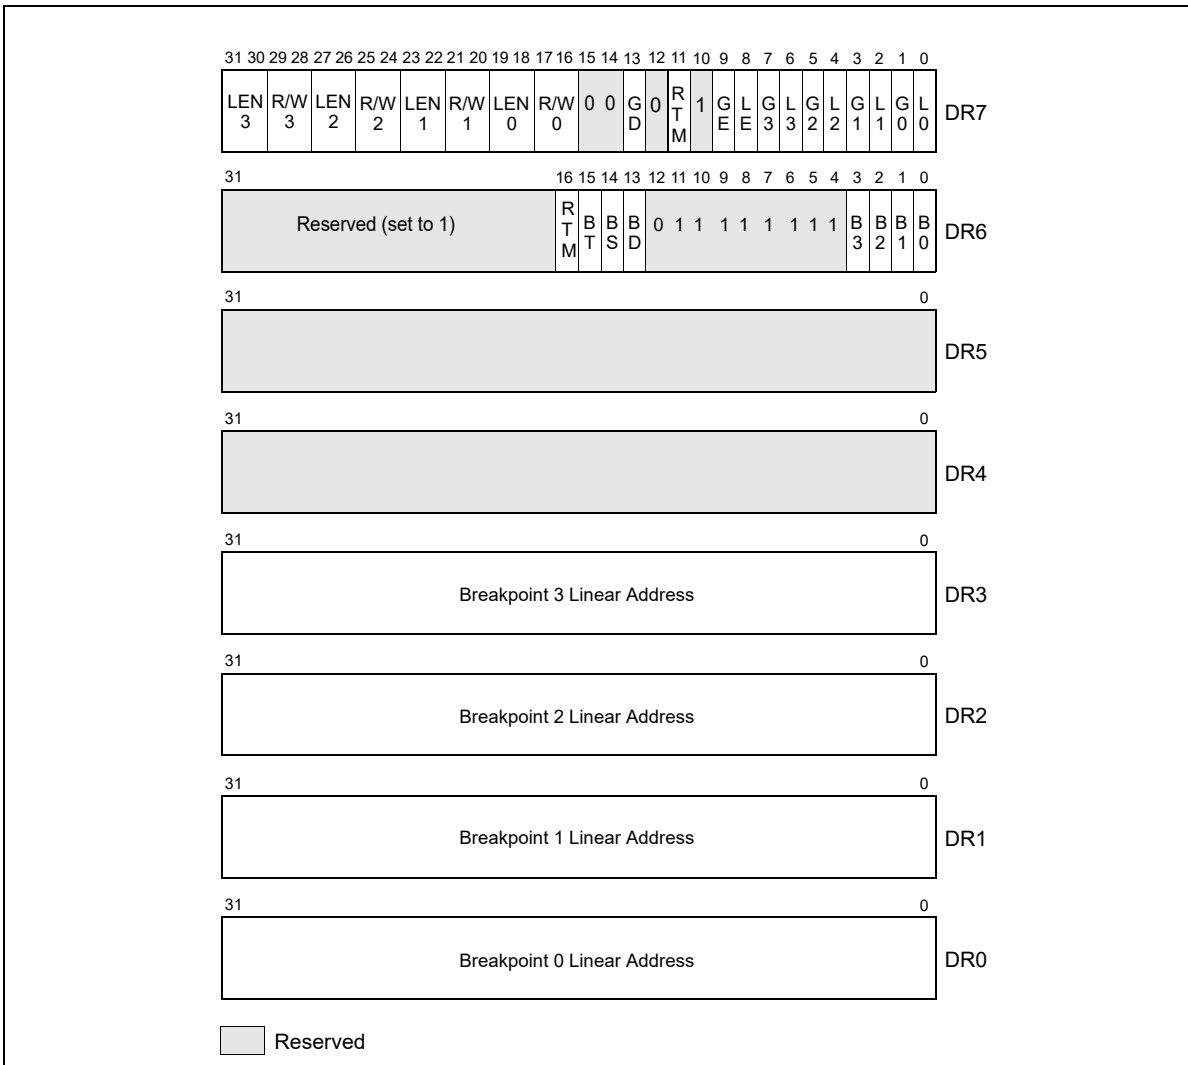 31 30 29 28 27 26 25 24 23 22 21 20 19 18 17 16 15 14 13 12 11 10 9 8 7 6 5 4 3 2 1 0
LEN 3 R/W 3 LEN 2 R/W 2 LEN 1 R/W 1 LEN 0 R/W 0 0 0 GD 0 RTM 1 GE LE G3 L3 G2 L2 G1 L1 G0 L0 DR7
31 16 15 14 13 12 11 10 9 8 7 6 5 4 3 2 1 0
Reserved (set to 1) RTM BT BS BD 0 1 1 1 1 1 1 1 1 B3 B2 B1 B0 DR6
31 0
DR5
31 0
DR4
31 0
Breakpoint 3 Linear Address DR3
31 0
Breakpoint 2 Linear Address DR2
31 0
Breakpoint 1 Linear Address DR1
31 0
Breakpoint 0 Linear Address DR0
Reserved